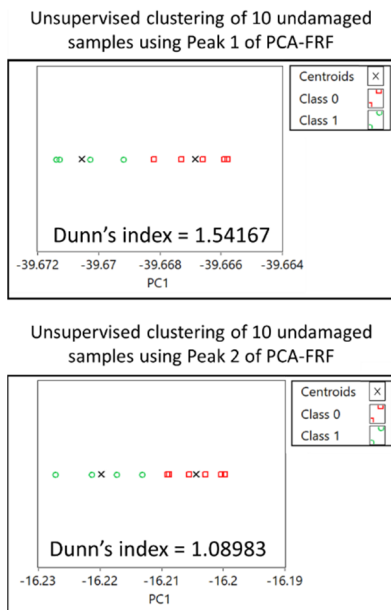 Unsupervised clustering of 10 undamaged
samples using Peak 1 of PCA-FRF
Centroids
Class 0
Class 1
Dunn's index = 1.54167
-39.672 -39.67 -39.668 -39.666 -39.664
PC1
Unsupervised clustering of 10 undamaged
samples using Peak 2 of PCA-FRF
Centroids
Class 0
Class 1
Dunn's index = 1.08983
-16.23 -16.22 -16.21 -16.2 -16.19
PC1